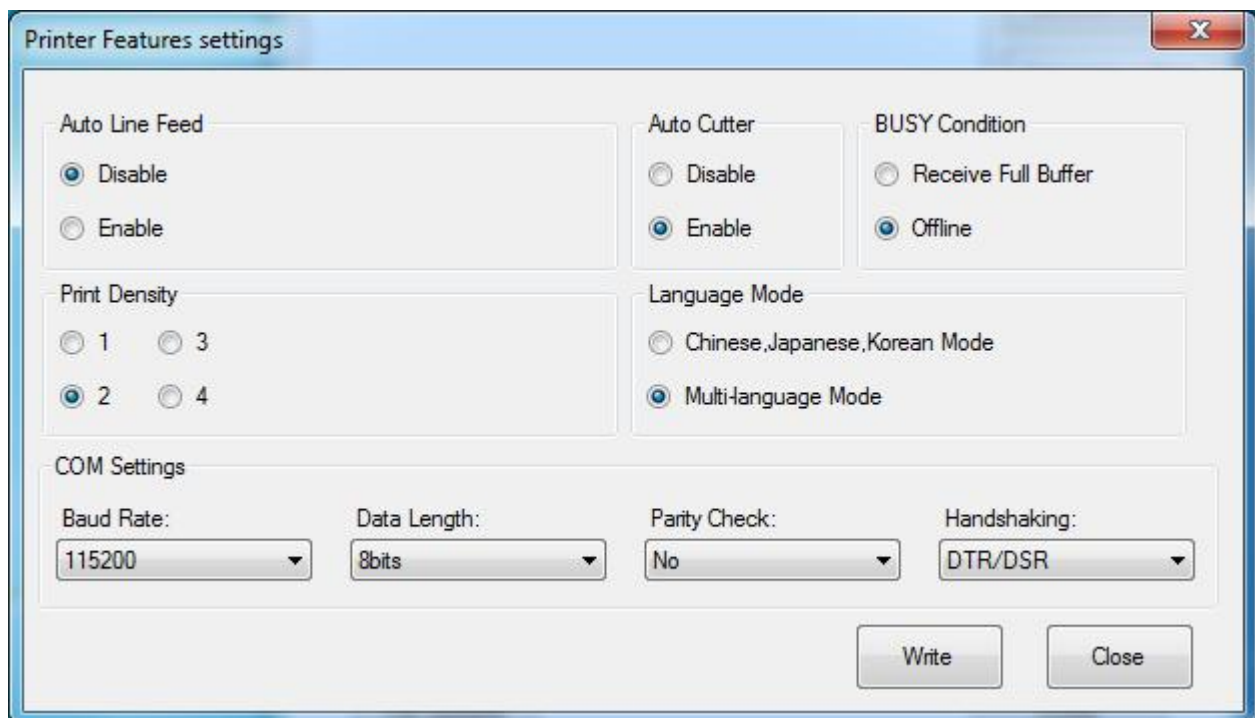 Printer Features settings
Auto Line Feed
Disable
Enable
Auto Cutter
Disable
Enable
BUSY Condition
Receive Full Buffer
Offline
Print Density
1 3
2 4
Language Mode
Chinese,Japanese,Korean Mode
Multi-language Mode
COM Settings
Baud Rate: Data Length: Parity Check: Handshaking:
115200 8bits No DTR/DSR
Write Close